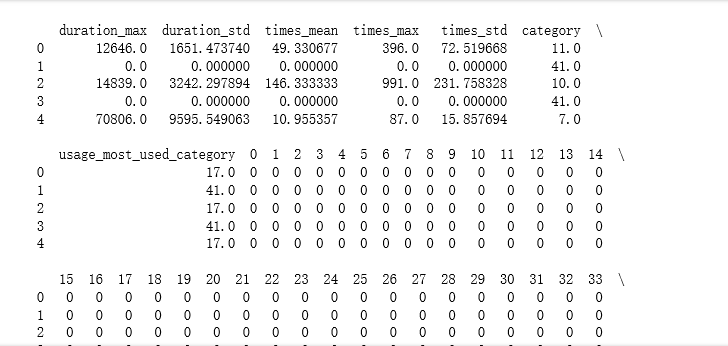 duration_max duration_std times_mean times_max times_std category \
0 12646.0 1651.473740 49.330677 396.0 72.519668 11.0
1 0.0 0.000000 0.000000 0.0 0.000000 41.0
2 14839.0 3242.297894 146.333333 991.0 231.758328 10.0
3 0.0 0.000000 0.000000 0.0 0.000000 41.0
4 70806.0 9595.549063 10.955357 87.0 15.857694 7.0
usage_most_used_category 0 1 2 3 4 5 6 7 8 9 10 11 12 13 14 \
0 17.0 0 0 0 0 0 0 0 0 0 0 0 0 0 0 0
1 41.0 0 0 0 0 0 0 0 0 0 0 0 0 0 0 0
2 17.0 0 0 0 0 0 0 0 0 0 0 0 0 0 0 0
3 41.0 0 0 0 0 0 0 0 0 0 0 0 0 0 0 0
4 17.0 0 0 0 0 0 0 0 0 0 0 0 0 0 0 0
15 16 17 18 19 20 21 22 23 24 25 26 27 28 29 30 31 32 33 \
0 0 0 0 0 0 0 0 0 0 0 0 0 0 0 0 0 0 0 0
1 0 0 0 0 0 0 0 0 0 0 0 0 0 0 0 0 0 0 0
2 0 0 0 0 0 0 0 0 0 0 0 0 0 0 0 0 0 0 0